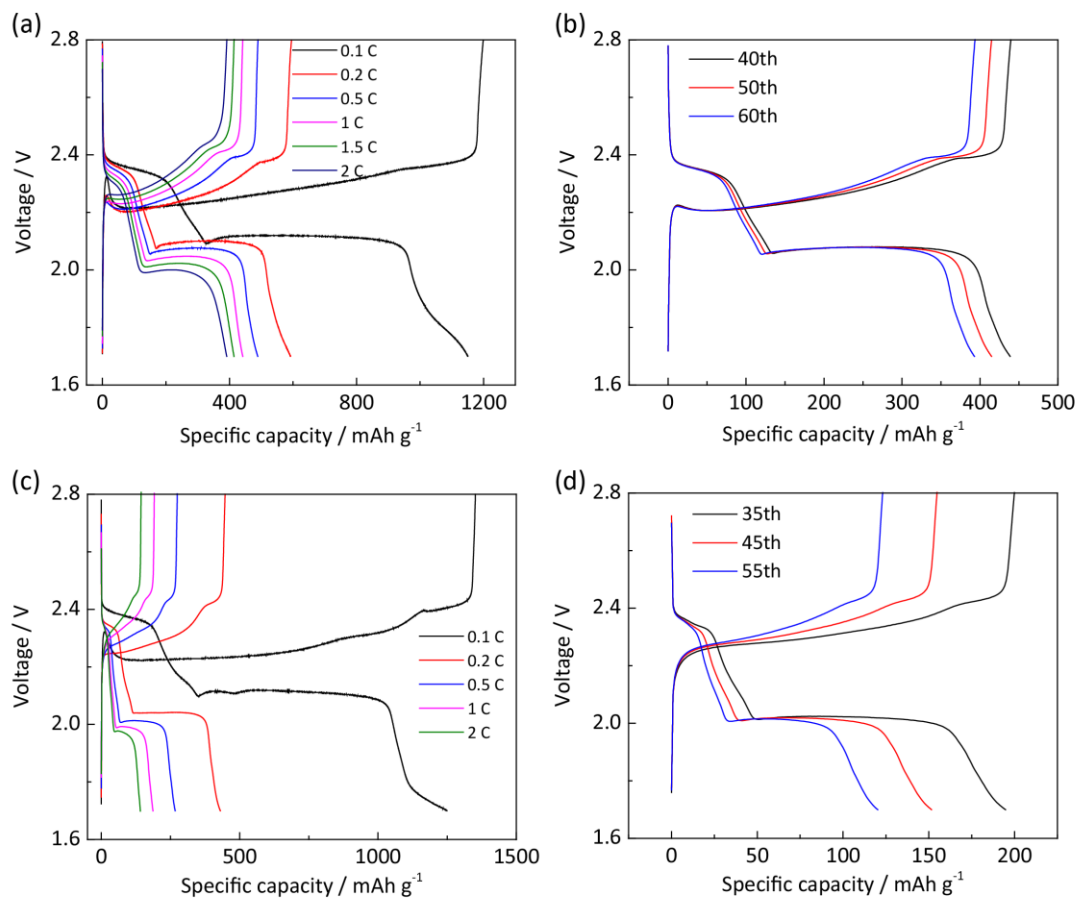 (a)
2.8
2.4
2.0
1.6
Voltage / V
0.1 C
0.2 C
0.5 C
1 C
1.5 C
2 C
0
400
800
1200
Specific capacity / mAh g⁻¹
(b)
2.8
2.4
2.0
1.6
Voltage / V
40th
50th
60th
0
100
200
300
400
500
Specific capacity / mAh g⁻¹
(c)
2.8
2.4
2.0
1.6
Voltage / V
0.1 C
0.2 C
0.5 C
1 C
2 C
0
500
1000
1500
Specific capacity / mAh g⁻¹
(d)
2.8
2.4
2.0
1.6
Voltage / V
35th
45th
55th
0
25
50
75
100
125
150
175
200
Specific capacity / mAh g⁻¹